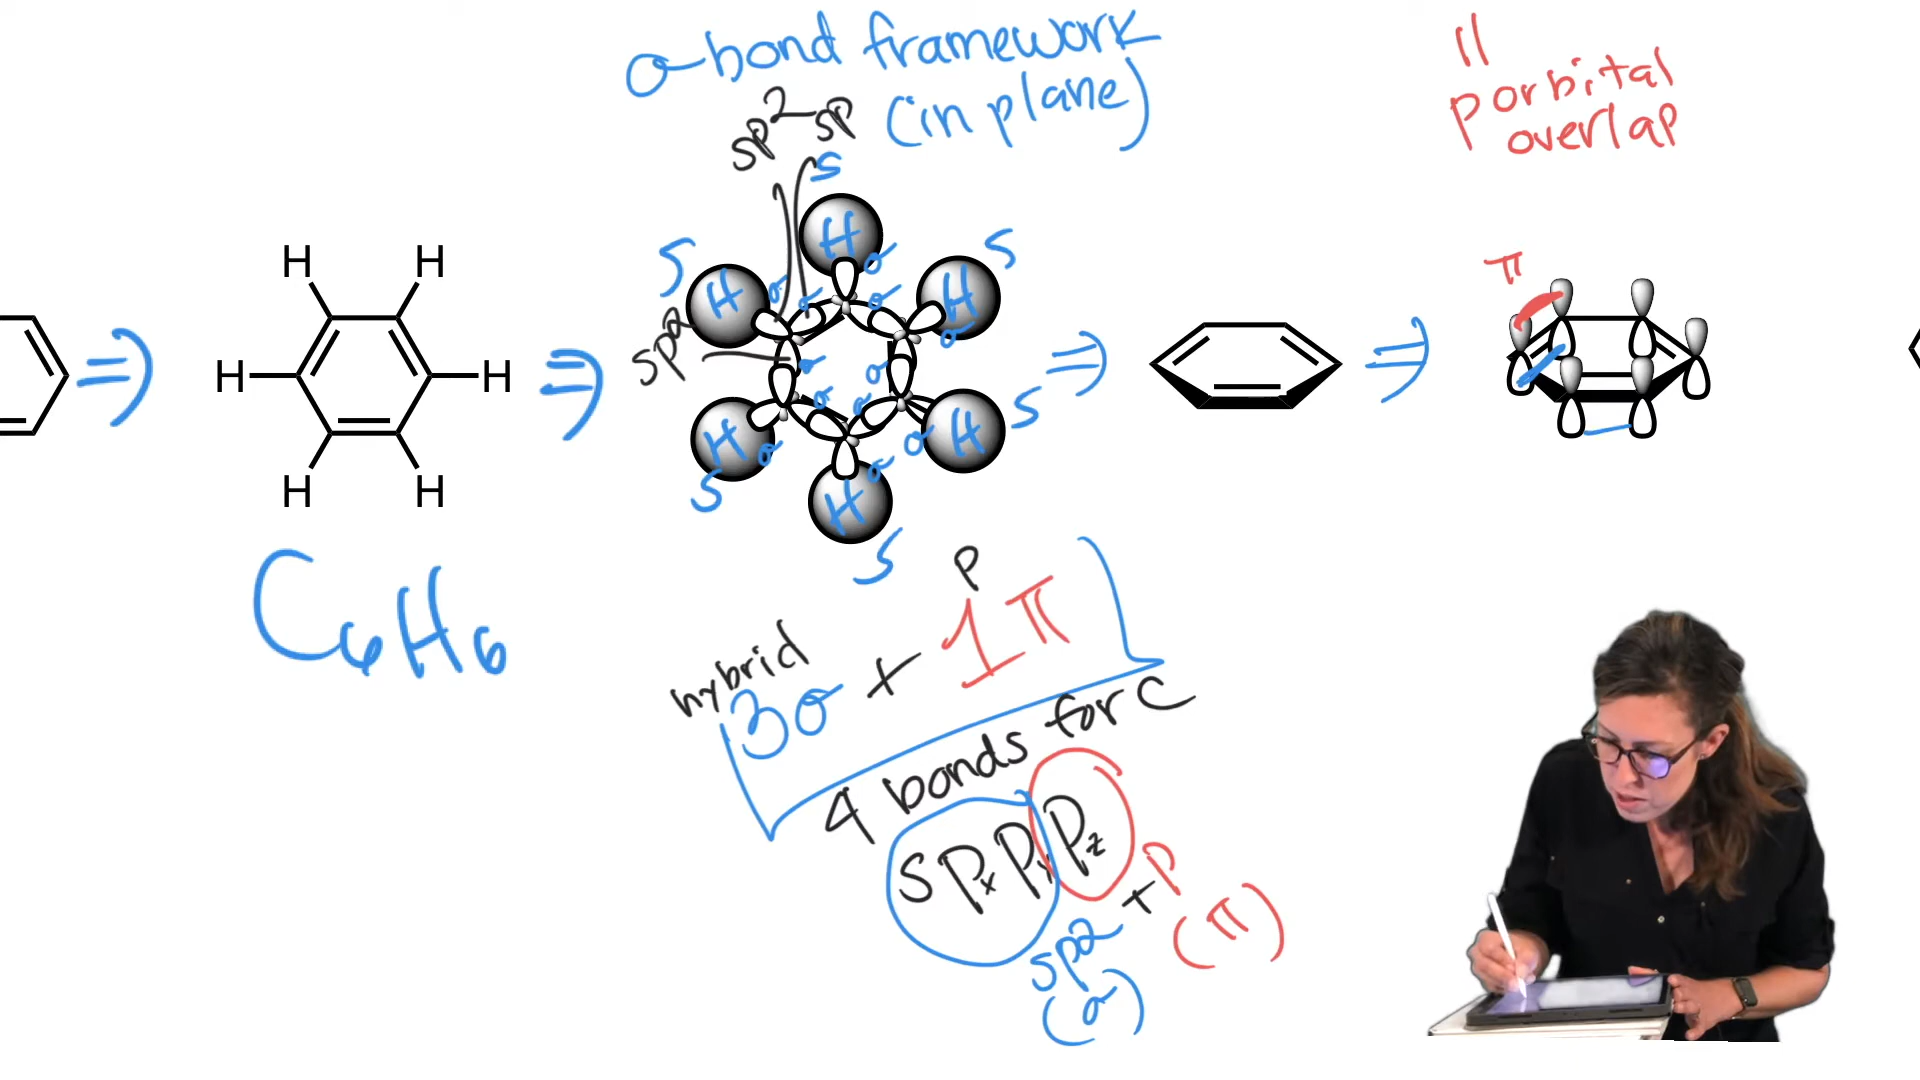 σ-bond framework
(in plane)
sp2 sp
|| p orbital
overlap
S
S
S
H
H
H
H
H
H
H
H
H
H
H
H
σ
σ
σ
σ
σ
σ
σ
σ
σ
σ
σ
σ
sp2
S
S
S
π
C6H6
hybrid
3σ + 1π
p
4 bonds for C
s px py pz
sp2 + p
(σ)
(π)